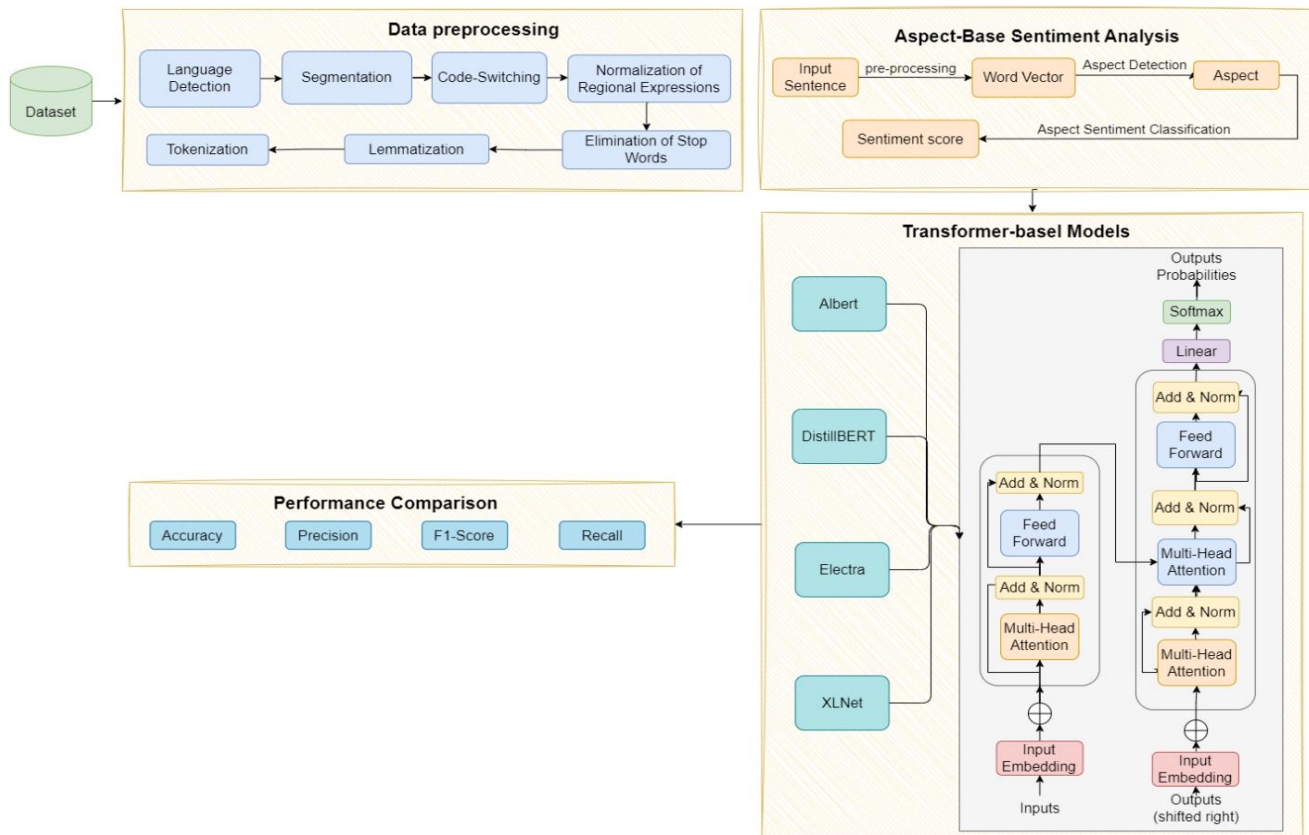 Data preprocessing
Dataset
Language
Detection
Segmentation
Code-Switching
Normalization of
Regional Expressions
Elimination of Stop
Words
Lemmatization
Tokenization
Aspect-Base Sentiment Analysis
Input
Sentence
pre-processing
Word Vector
Aspect Detection
Aspect
Aspect Sentiment Classification
Sentiment score
Transformer-basel Models
Albert
DistillBERT
Electra
XLNet
Outputs
Probabilities
Softmax
Linear
Add & Norm
Feed
Forward
Add & Norm
Multi-Head
Attention
Add & Norm
Multi-Head
Attention
Input
Embedding
Outputs
(shifted right)
Add & Norm
Feed
Forward
Add & Norm
Multi-Head
Attention
Input
Embedding
Inputs
Performance Comparison
Accuracy
Precision
F1-Score
Recall